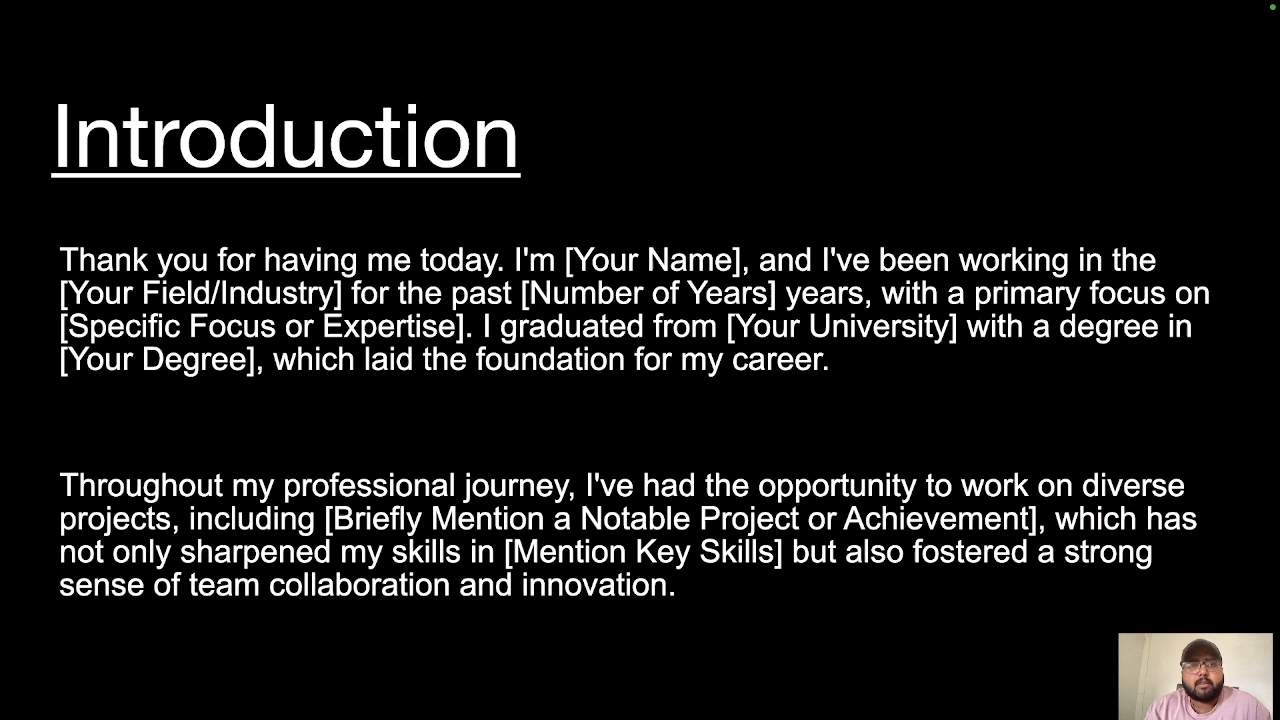 Introduction
Thank you for having me today. I'm [Your Name], and I've been working in the
[Your Field/Industry] for the past [Number of Years] years, with a primary focus on
[Specific Focus or Expertise]. I graduated from [Your University] with a degree in
[Your Degree], which laid the foundation for my career.
Throughout my professional journey, I've had the opportunity to work on diverse
projects, including [Briefly Mention a Notable Project or Achievement], which has
not only sharpened my skills in [Mention Key Skills] but also fostered a strong
sense of team collaboration and innovation.